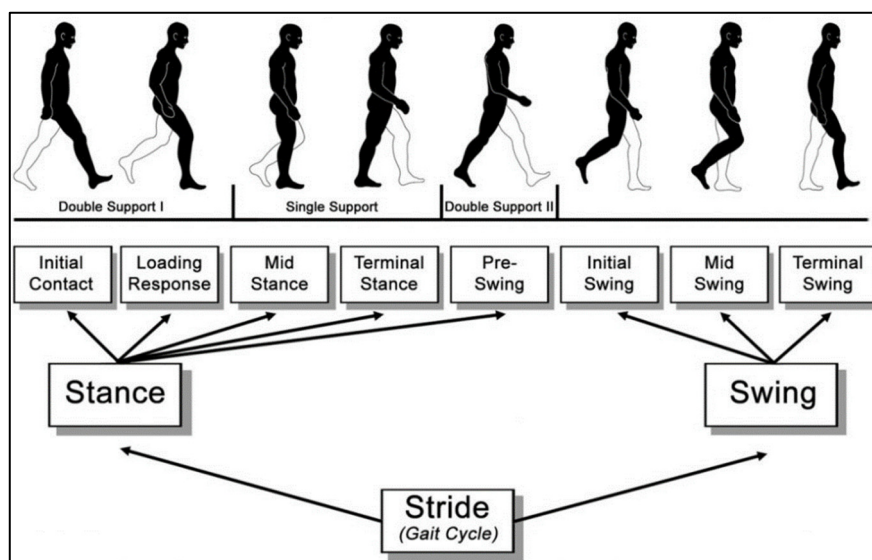 Double Support I
Single Support
Double Support II
Initial
Contact
Loading
Response
Mid
Stance
Terminal
Stance
Pre-
Swing
Initial
Swing
Mid
Swing
Terminal
Swing
Stance
Swing
Stride
(Gait Cycle)